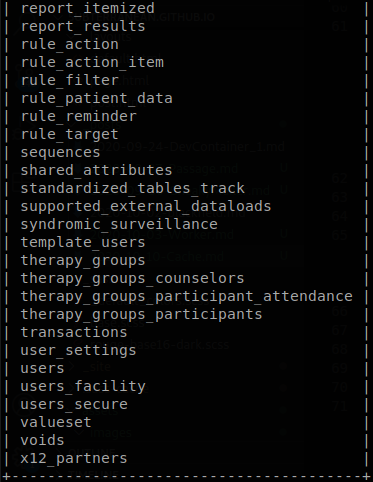 | report_itemized |
| report_results |
| rule_action |
| rule_action_item |
| rule_filter |
| rule_patient_data |
| rule_reminder |
| rule_target |
| sequences |
| shared_attributes |
| standardized_tables_track |
| supported_external_dataloads |
| syndromic_surveillance |
| template_users |
| therapy_groups |
| therapy_groups_counselors |
| therapy_groups_participant_attendance |
| therapy_groups_participants |
| transactions |
| user_settings |
| users |
| users_facility |
| users_secure |
| valueset |
| voids |
| x12_partners |
+---------------------------------------+